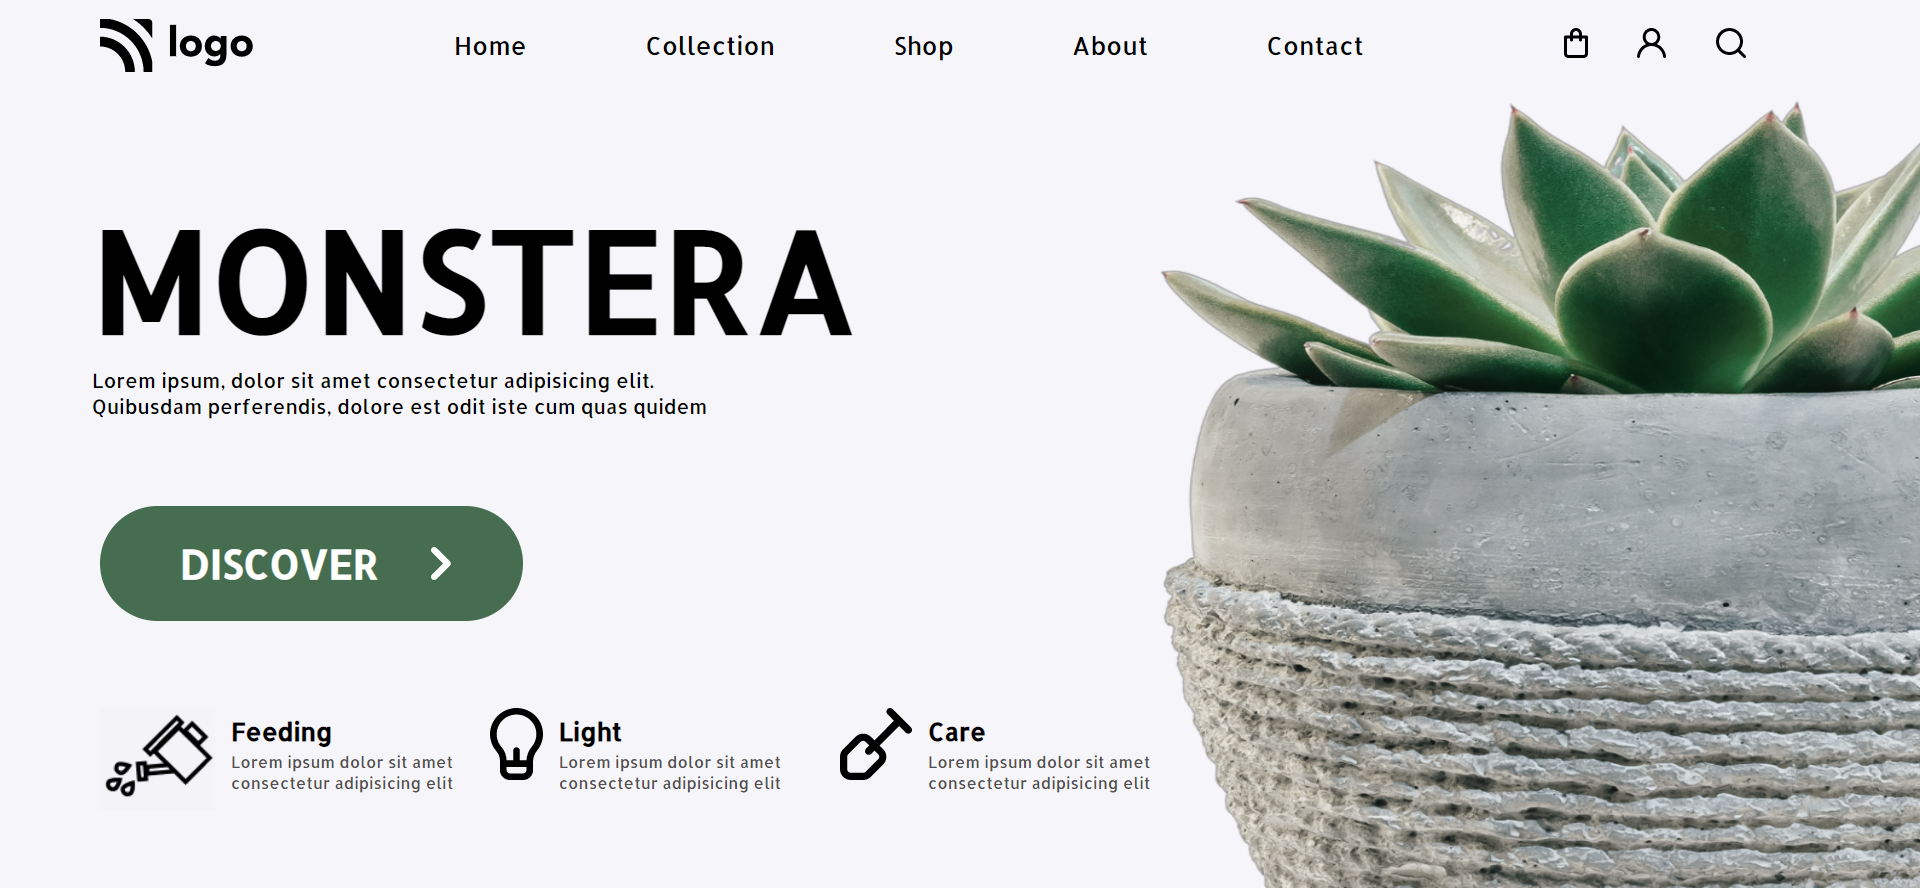 logo
Home
Collection
Shop
About
Contact
MONSTERA
Lorem ipsum, dolor sit amet consectetur adipisicing elit.
Quibusdam perferendis, dolore est odit iste cum quas quidem
DISCOVER
Feeding
Lorem ipsum dolor sit amet
consectetur adipisicing elit
Light
Lorem ipsum dolor sit amet
consectetur adipisicing elit
Care
Lorem ipsum dolor sit amet
consectetur adipisicing elit